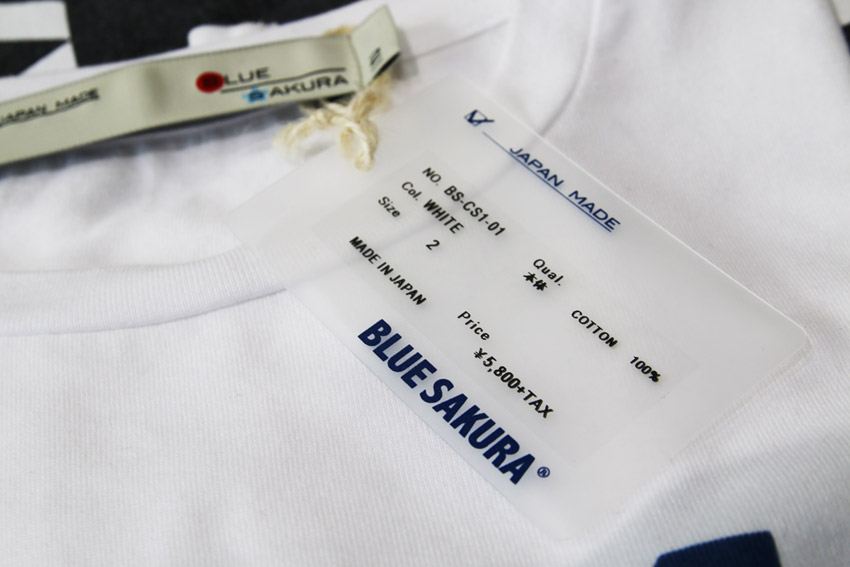 JAPAN MADE
BLUE
SAKURA
2
JAPAN MADE
NO. BS-CS1-01
Col. WHITE
Size 2
Qual.
本体 COTTON 100%
MADE IN JAPAN
Price
¥5,800+TAX
BLUE SAKURA®